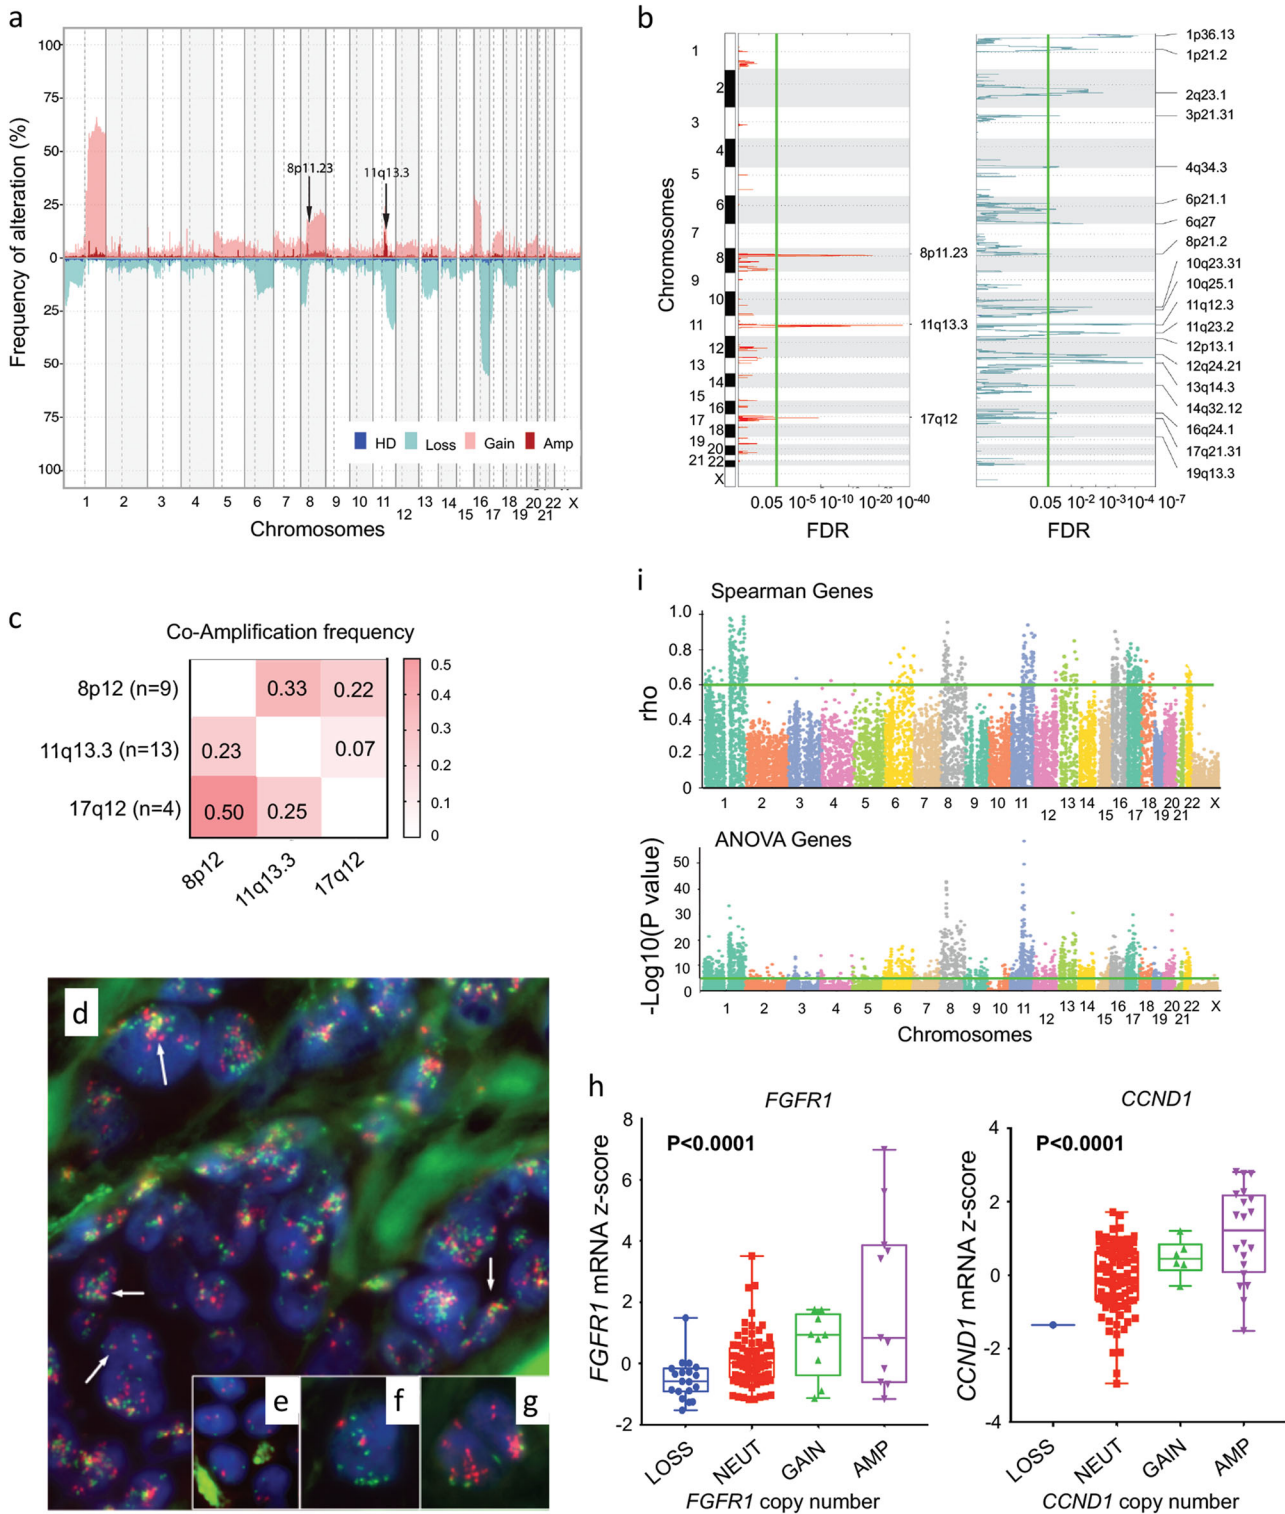 a
100
75
50
25
0
25
50
75
100
Frequency of alteration (%)
8p11.23
11q13.3
HD Loss Gain Amp
1 2 3 4 5 6 7 8 9 10 11 12 13 14 15 16 17 18 19 20 21 22 X
Chromosomes
b
Chromosomes
1
2
3
4
5
6
7
8
9
10
11
12
13
14
15
16
17
18
19
20
21 22
X
8p11.23
11q13.3
17q12
0.05 10-5 10-10 10-20 10-40
FDR
1p36.13
1p21.2
2q23.1
3p21.31
4q34.3
6p21.1
6q27
8p21.2
10q23.31
10q25.1
11q12.3
11q23.2
12p13.1
12q24.21
13q14.3
14q32.12
16q24.1
17q21.31
19q13.3
0.05 10-2 10-3 10-4 10-7
FDR
c
Co-Amplification frequency
8p12 (n=9) 0.33 0.22
11q13.3 (n=13) 0.23 0.07
17q12 (n=4) 0.50 0.25
8p12 11q13.3 17q12
0.5
0.4
0.3
0.2
0.1
0
i
Spearman Genes
rho
1.0
0.8
0.6
0.4
0.2
0
1 2 3 4 5 6 7 8 9 10 11 12 13 14 15 16 17 18 19 20 21 22 X
ANOVA Genes
-Log10(P value)
50
40
30
20
10
0
1 2 3 4 5 6 7 8 9 10 11 12 13 14 15 16 17 18 19 20 21 22 X
Chromosomes
d
e
f
g
h
FGFR1
P<0.0001
FGFR1 mRNA z-score
8
6
4
2
0
-2
LOSS NEUT GAIN AMP
FGFR1 copy number
CCND1
P<0.0001
CCND1 mRNA z-score
4
2
0
-2
-4
LOSS NEUT GAIN AMP
CCND1 copy number